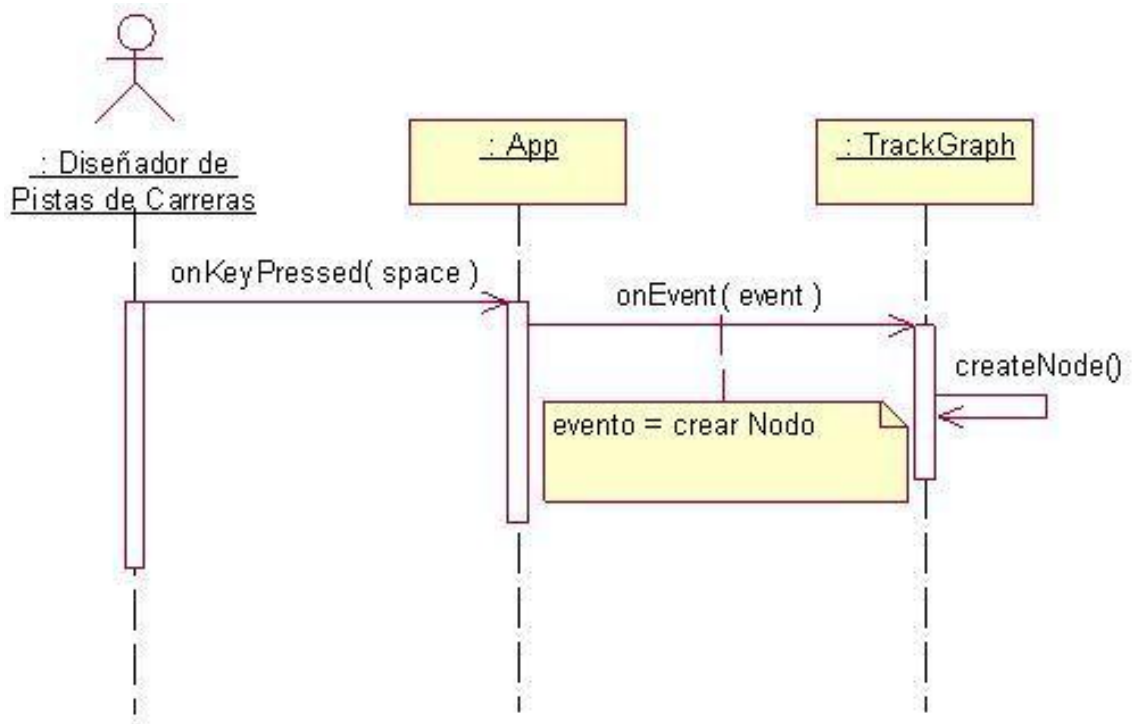 : Diseñador de
Pistas de Carreras
: App
: TrackGraph
onKeyPressed( space )
onEvent( event )
createNode()
evento = crear Nodo